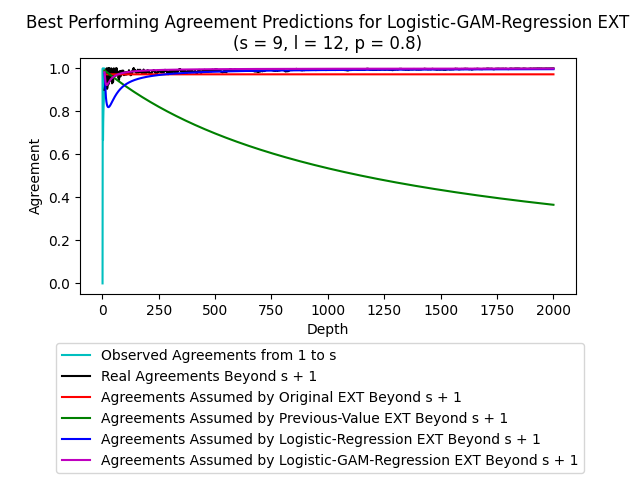 Best Performing Agreement Predictions for Logistic-GAM-Regression EXT
(s = 9, l = 12, p = 0.8)
1.0
0.8
0.6
0.4
0.2
0.0
Agreement
0 250 500 750 1000 1250 1500 1750 2000
Depth
Observed Agreements from 1 to s
Real Agreements Beyond s + 1
Agreements Assumed by Original EXT Beyond s + 1
Agreements Assumed by Previous-Value EXT Beyond s + 1
Agreements Assumed by Logistic-Regression EXT Beyond s + 1
Agreements Assumed by Logistic-GAM-Regression EXT Beyond s + 1